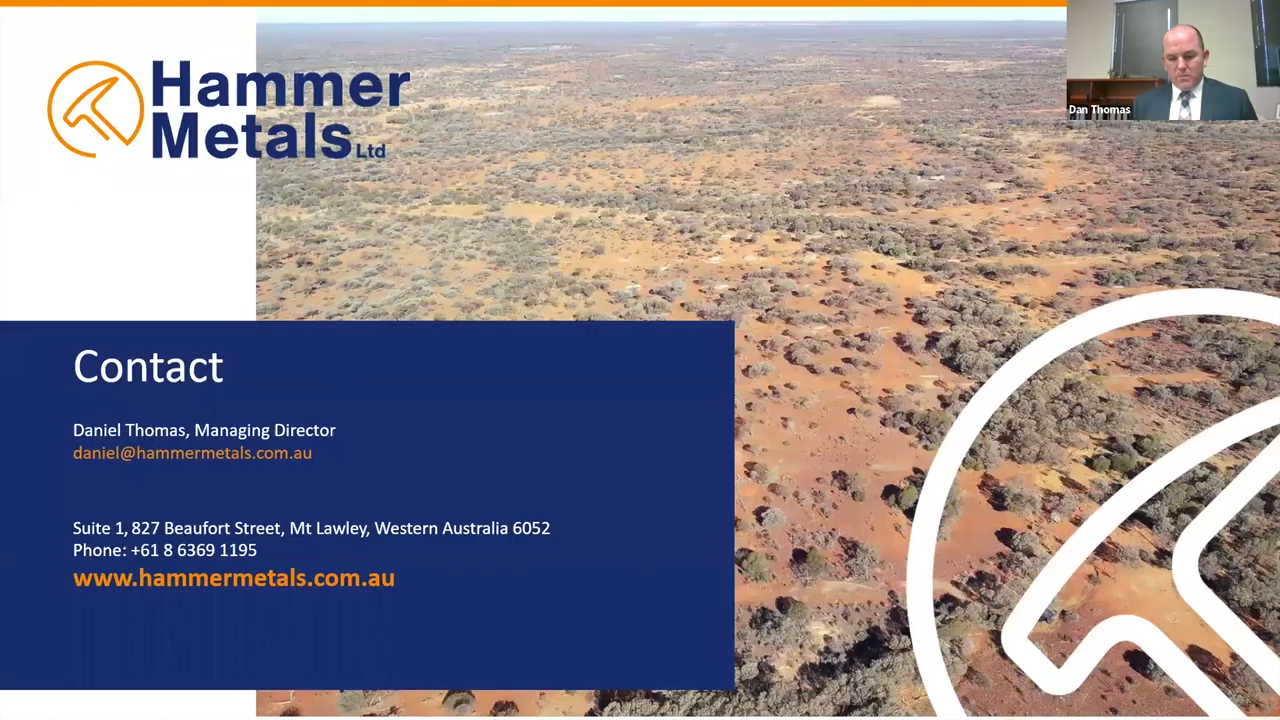 Hammer
Metals Ltd
Dan Thomas
Contact
Daniel Thomas, Managing Director
daniel@hammermetals.com.au
Suite 1, 827 Beaufort Street, Mt Lawley, Western Australia 6052
Phone: +61 8 6369 1195
www.hammermetals.com.au